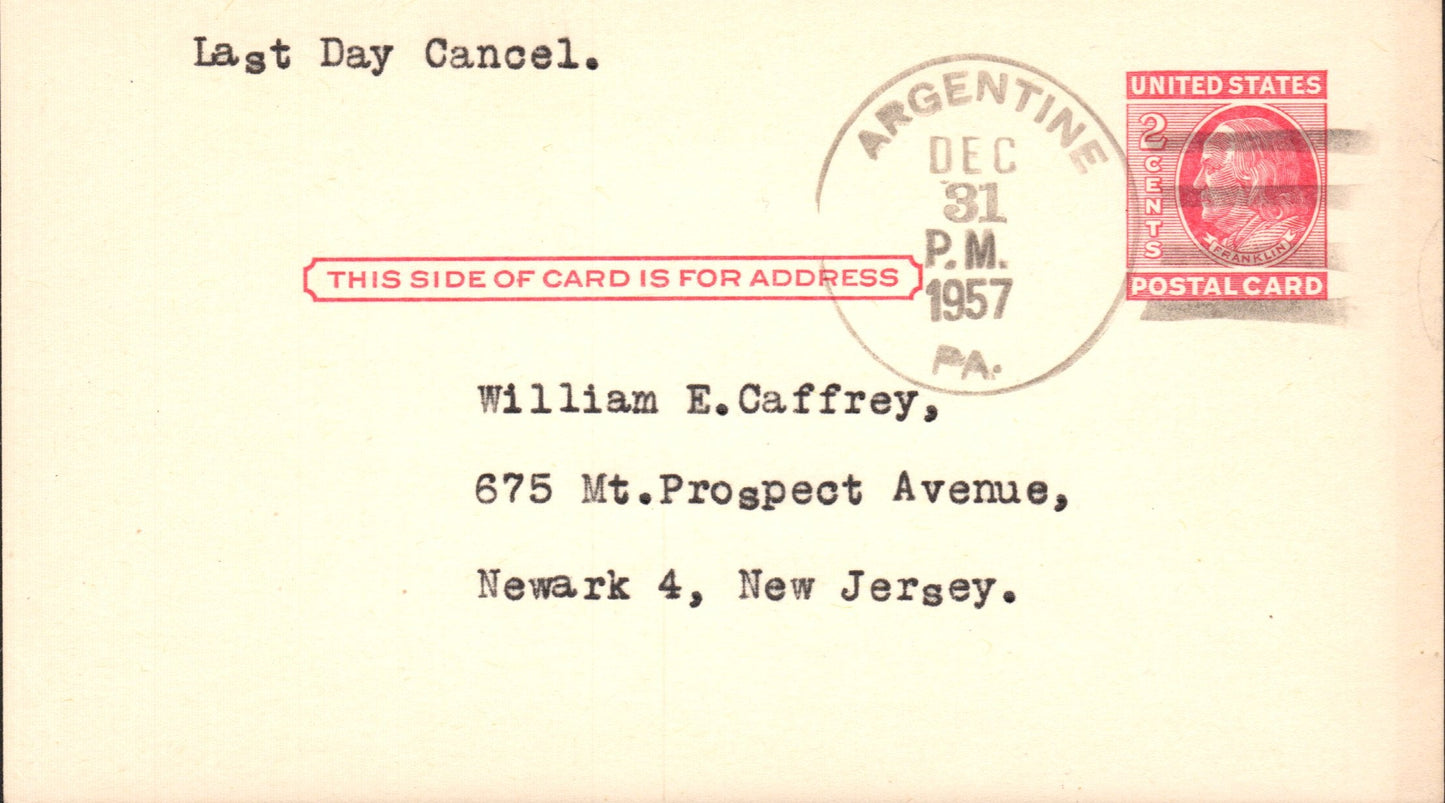 Last Day Cancel.
ARGENTINE
DEC
31
P.M.
1957
PA.
UNITED STATES
2 CENTS
FRANKLIN
POSTAL CARD
THIS SIDE OF CARD IS FOR ADDRESS
William E.Caffrey,
675 Mt.Prospect Avenue,
Newark 4, New Jersey.